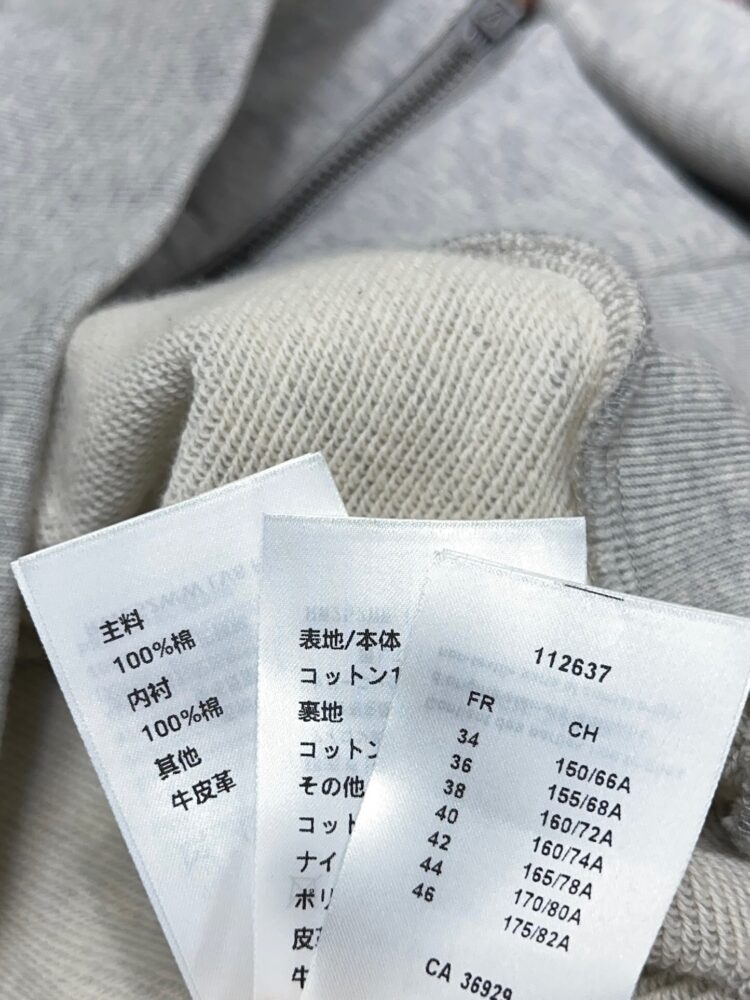 主料
100%棉
内衬
100%棉
其他
牛皮革
表地/本体
コットン1
裏地
コットン
その他
コット
ナイ
ポリ
皮革
牛
112637
FR CH
34 150/66A
36 155/68A
38 160/72A
40 160/74A
42 165/78A
44 170/80A
46 175/82A
CA 36929